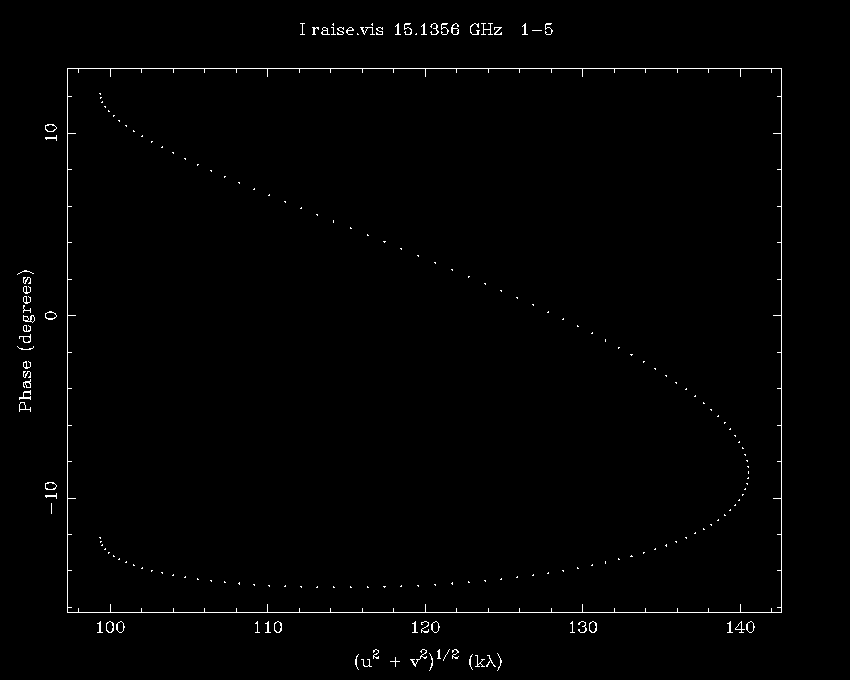 I raise.vis 15.1356 GHz 1-5
10
0
-10
Phase (degrees)
100 110 120 130 140
(u² + v²)^1/2 (kλ)